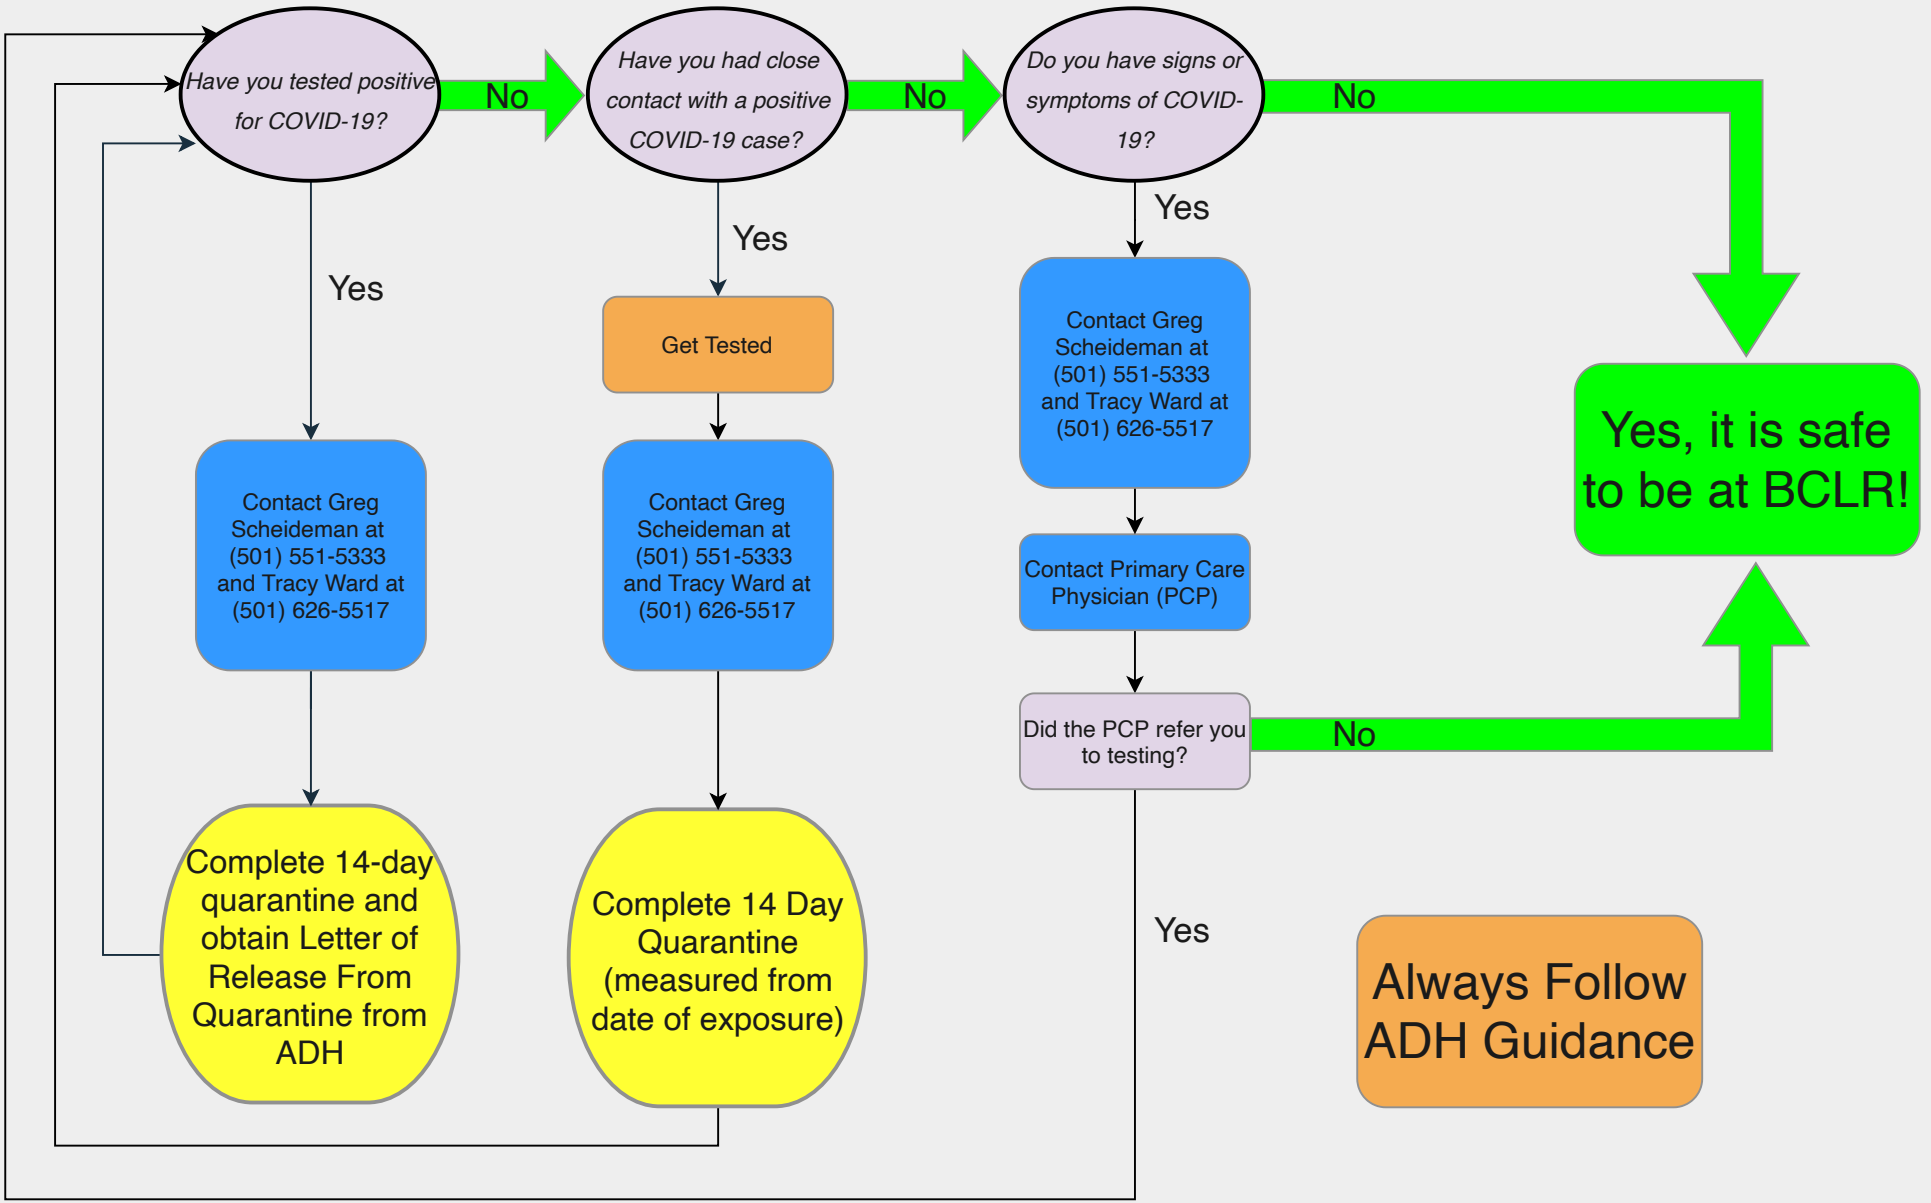 Have you tested positive
for COVID-19?
No
Have you had close
contact with a positive
COVID-19 case?
No
Do you have signs or
symptoms of COVID-
19?
No
Yes
Contact Greg
Scheideman at
(501) 551-5333
and Tracy Ward at
(501) 626-5517
Complete 14-day
quarantine and
obtain Letter of
Release From
Quarantine from
ADH
Yes
Get Tested
Contact Greg
Scheideman at
(501) 551-5333
and Tracy Ward at
(501) 626-5517
Complete 14 Day
Quarantine
(measured from
date of exposure)
Yes
Contact Greg
Scheideman at
(501) 551-5333
and Tracy Ward at
(501) 626-5517
Contact Primary Care
Physician (PCP)
Did the PCP refer you
to testing?
No
Yes
Yes, it is safe
to be at BCLR!
Always Follow
ADH Guidance